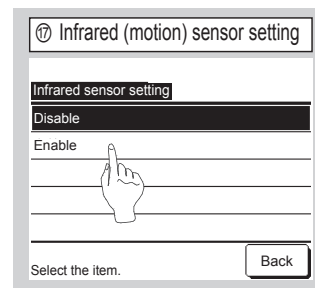 ⑰ Infrared (motion) sensor setting
Infrared sensor setting
Disable
Enable
Select the item.
Back